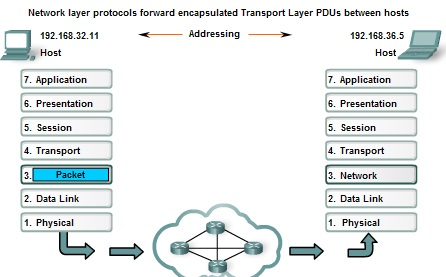 Network layer protocols forward encapsulated Transport Layer PDUs between hosts
192.168.32.11
Addressing
192.168.36.5
Host
Host
7. Application
6. Presentation
5. Session
4. Transport
3. Packet
2. Data Link
1. Physical
7. Application
6. Presentation
5. Session
4. Transport
3. Network
2. Data Link
1. Physical